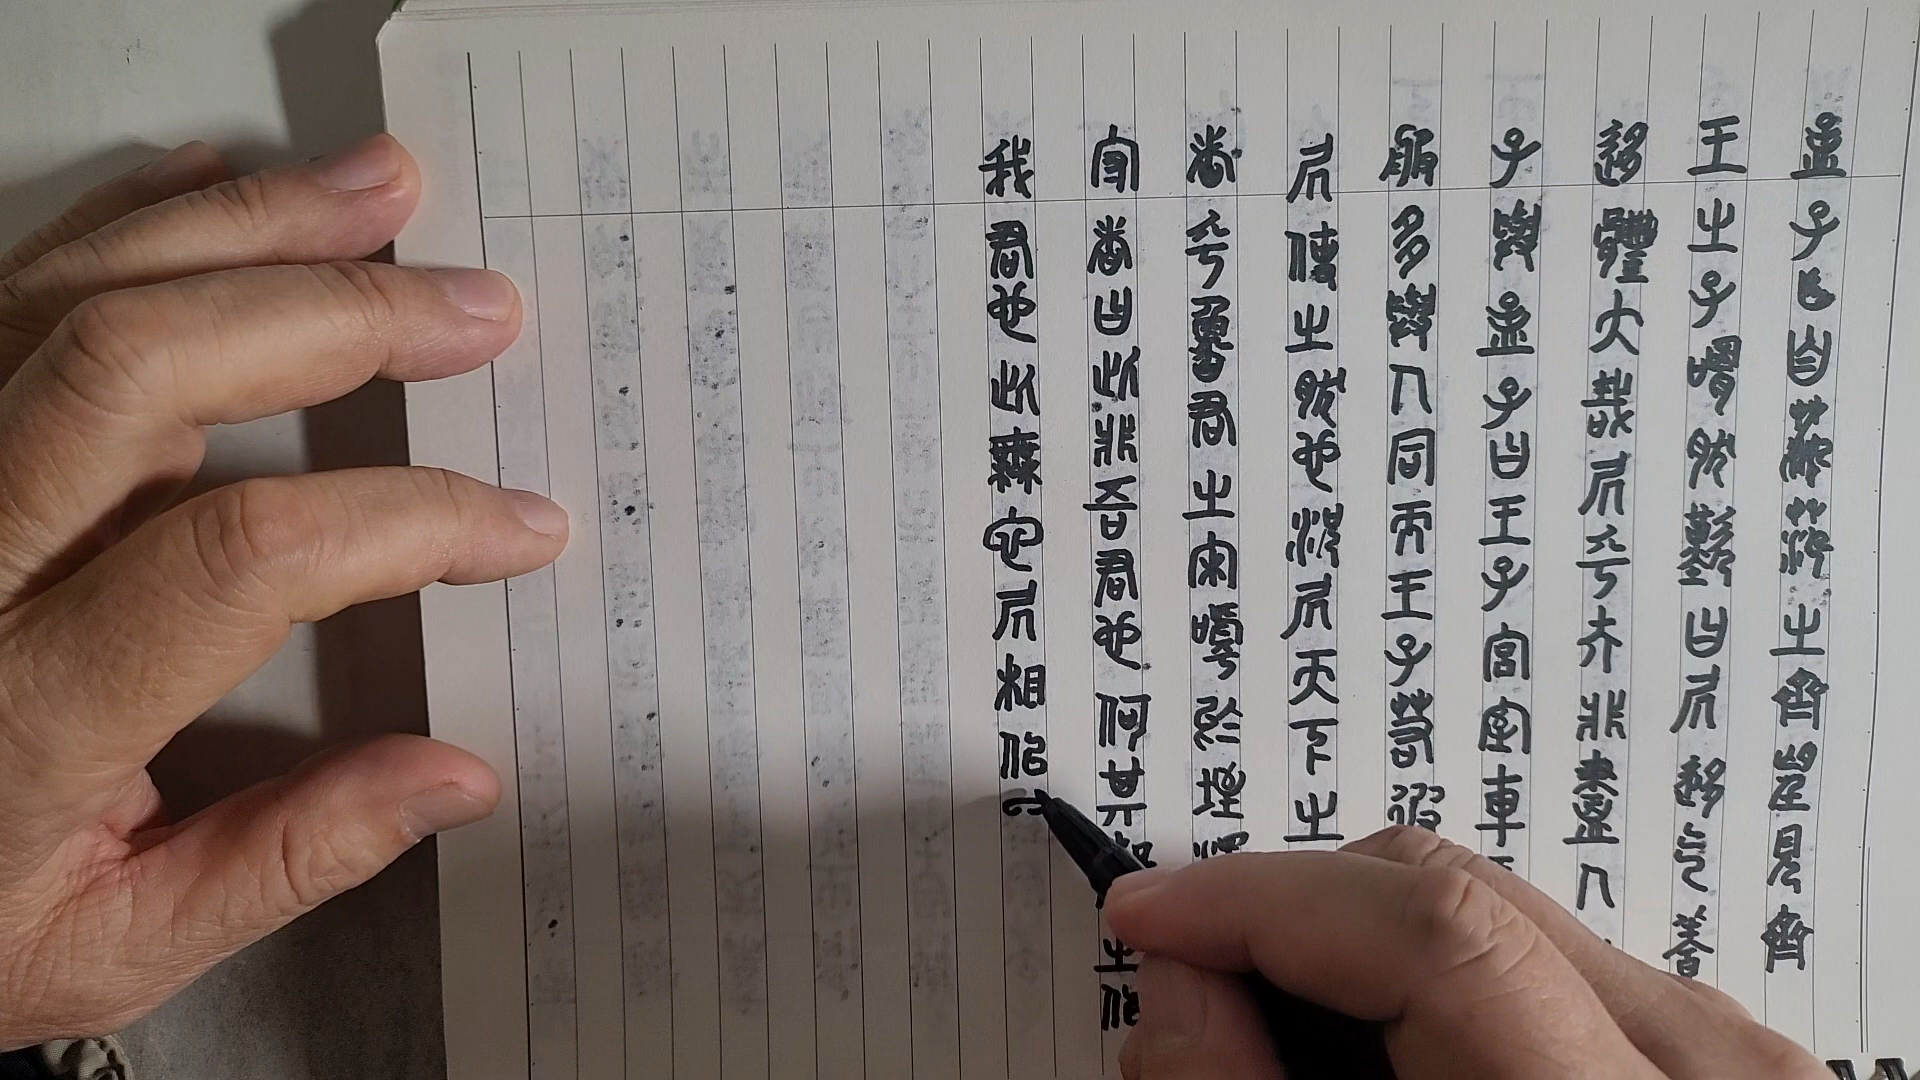 孟子自范之齊望見齊
王之子喟然歎曰居移氣養
移體大哉居乎夫非盡人
子與孟子曰王子宮室車
服多與人同而王子若彼
居使之然也況居天下之
者乎魯君之宋呼於垤澤
守者曰此非吾君也何其聲之似
我君也此無他居相似